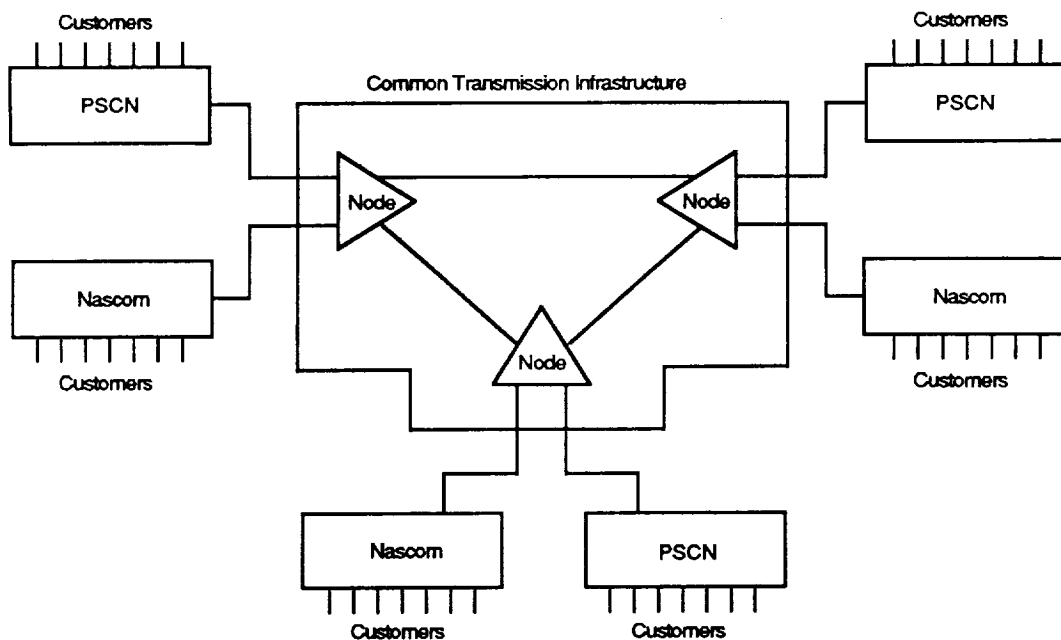 Customers
Customers
PSCN
Common Transmission Infrastructure
PSCN
Node
Node
Nascom
Nascom
Node
Customers
Customers
Nascom
PSCN
Customers
Customers